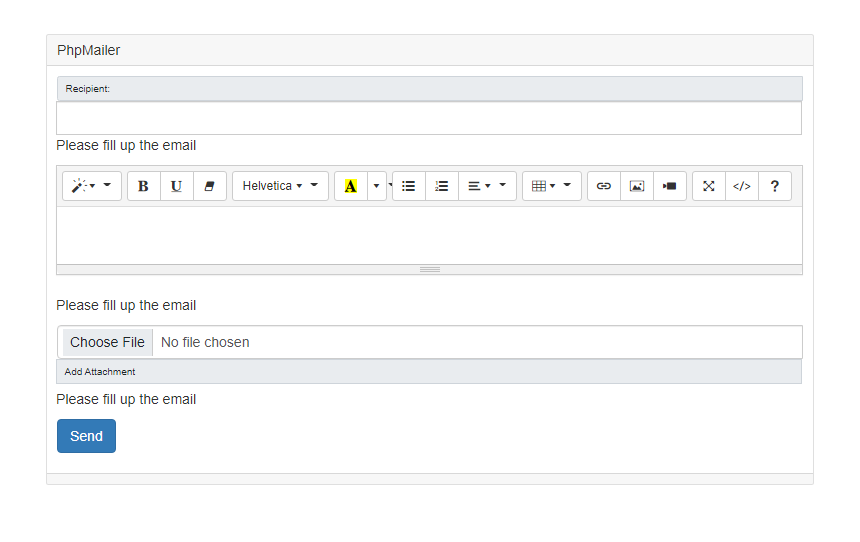 PhpMailer
Recipient:
Please fill up the email
B U Helvetica A </> ?
Please fill up the email
Choose File No file chosen
Add Attachment
Please fill up the email
Send